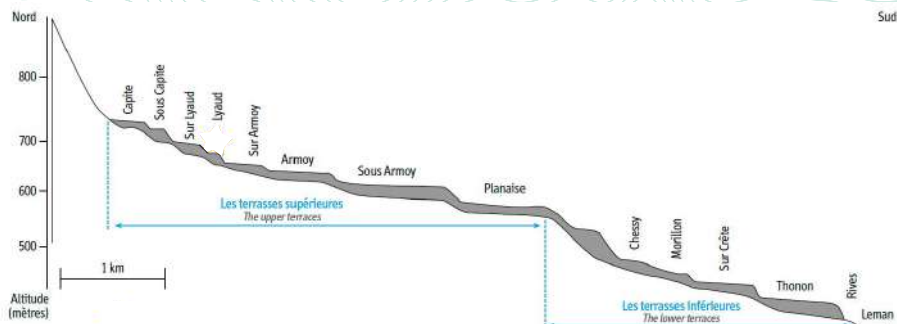 Nord
Sud
800
700
600
500
Altitude
(mètres)
1 km
Capite
Sous Capite
Sur Lyaud
Lyaud
Sur Armoy
Armoy
Sous Armoy
Planaise
Les terrasses supérieures
The upper terraces
Chessy
Morillon
Sur Crête
Thonon
Rives
Leman
Les terrasses inférieures
The lower terraces